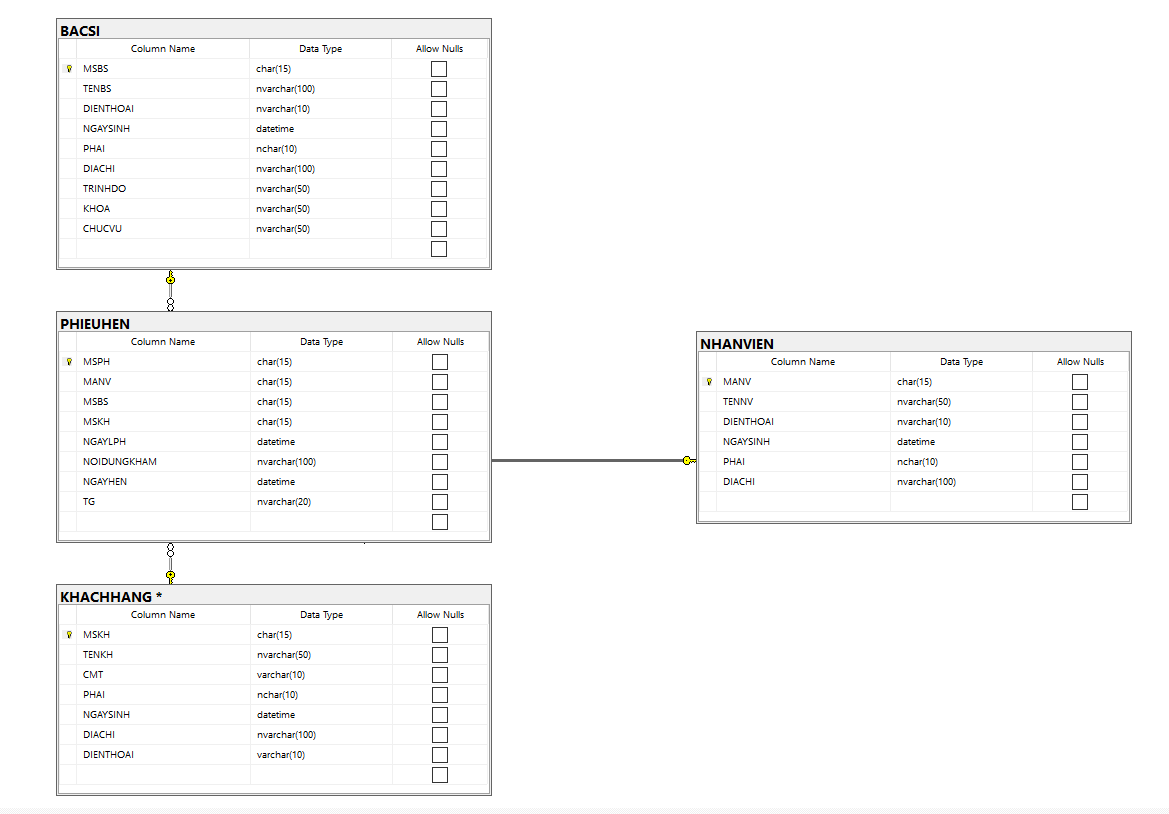 BACSI
Column Name Data Type Allow Nulls
MSBS char(15)
TENBS nvarchar(100)
DIENTHOAI nvarchar(10)
NGAYSINH datetime
PHAI nchar(10)
DIACHI nvarchar(100)
TRINHDO nvarchar(50)
KHOA nvarchar(50)
CHUCVU nvarchar(50)
PHIEUHEN
Column Name Data Type Allow Nulls
MSPH char(15)
MANV char(15)
MSBS char(15)
MSKH char(15)
NGAYLPH datetime
NOIDUNGKHAM nvarchar(100)
NGAYHEN datetime
TG nvarchar(20)
NHANVIEN
Column Name Data Type Allow Nulls
MANV char(15)
TENNV nvarchar(50)
DIENTHOAI nvarchar(10)
NGAYSINH datetime
PHAI nchar(10)
DIACHI nvarchar(100)
KHACHHANG *
Column Name Data Type Allow Nulls
MSKH char(15)
TENKH nvarchar(50)
CMT varchar(10)
PHAI nchar(10)
NGAYSINH datetime
DIACHI nvarchar(100)
DIENTHOAI varchar(10)